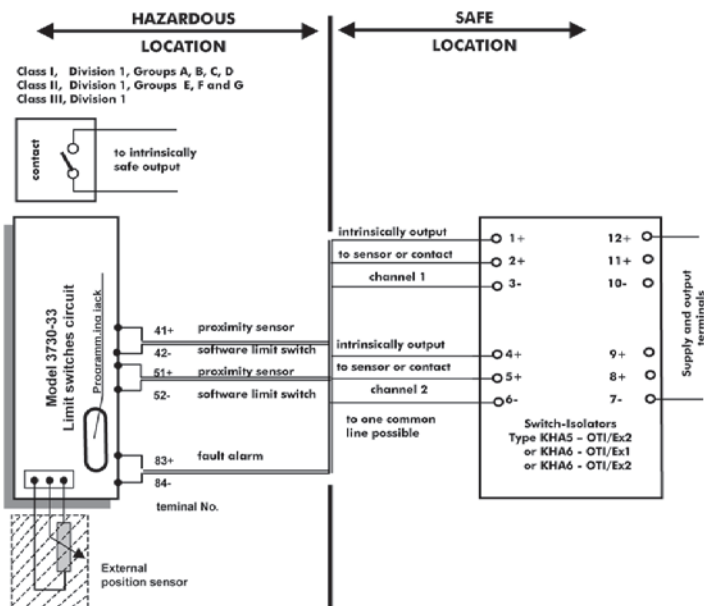 HAZARDOUS
LOCATION
SAFE
LOCATION
Class I, Division 1, Groups A, B, C, D
Class II, Division 1, Groups E, F and G
Class III, Division 1
contact
to intrinsically
safe output
Model 3730-33
Limit switches circuit
Programm.ing jack
41+ proximity sensor
42- software limit switch
51+ proximity sensor
52- software limit switch
83+ fault alarm
84-
teminal No.
External
position sensor
intrinsically output
to sensor or contact
channel 1
intrinsically output
to sensor or contact
channel 2
to one common
line possible
1+ 12+
2+ 11+
3- 10-
4+ 9+
5+ 8+
6- 7-
Switch-Isolators
Type KHA5 - OTI/Ex2
or KHA6 - OTI/Ex1
or KHA6 - OTI/Ex2
Supply and output
terminals